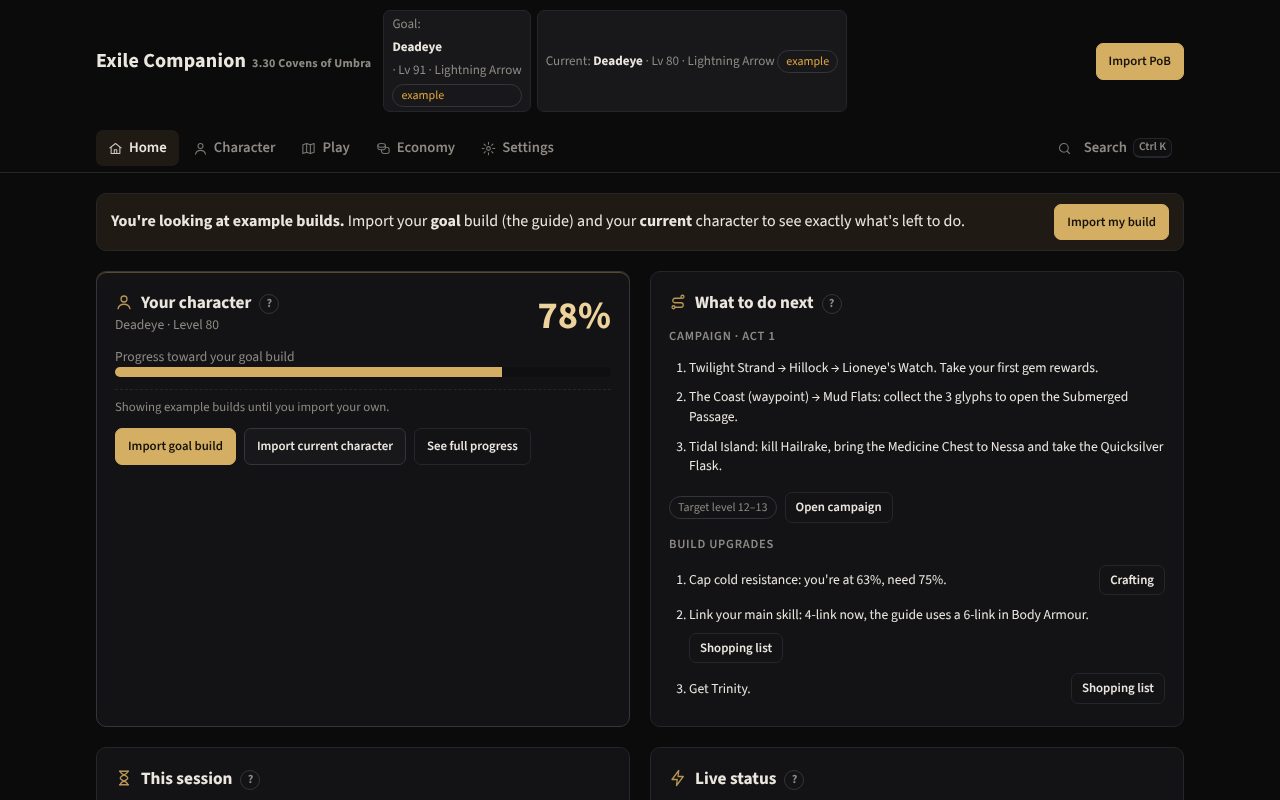 Exile Companion 3.30 Covens of Umbra
Goal:
Deadeye
· Lv 91 · Lightning Arrow
example
Current: Deadeye · Lv 80 · Lightning Arrow example
Import PoB
Home
Character
Play
Economy
Settings
Search Ctrl K
You're looking at example builds. Import your goal build (the guide) and your current character to see exactly what's left to do.
Import my build
Your character ?
Deadeye · Level 80
78%
Progress toward your goal build
Showing example builds until you import your own.
Import goal build
Import current character
See full progress
What to do next ?
CAMPAIGN · ACT 1
1. Twilight Strand → Hillock → Lioneye's Watch. Take your first gem rewards.
2. The Coast (waypoint) → Mud Flats: collect the 3 glyphs to open the Submerged
Passage.
3. Tidal Island: kill Hailrake, bring the Medicine Chest to Nessa and take the Quicksilver
Flask.
Target level 12–13
Open campaign
BUILD UPGRADES
1. Cap cold resistance: you're at 63%, need 75%.
Crafting
2. Link your main skill: 4-link now, the guide uses a 6-link in Body Armour.
Shopping list
3. Get Trinity.
Shopping list
This session ?
Live status ?